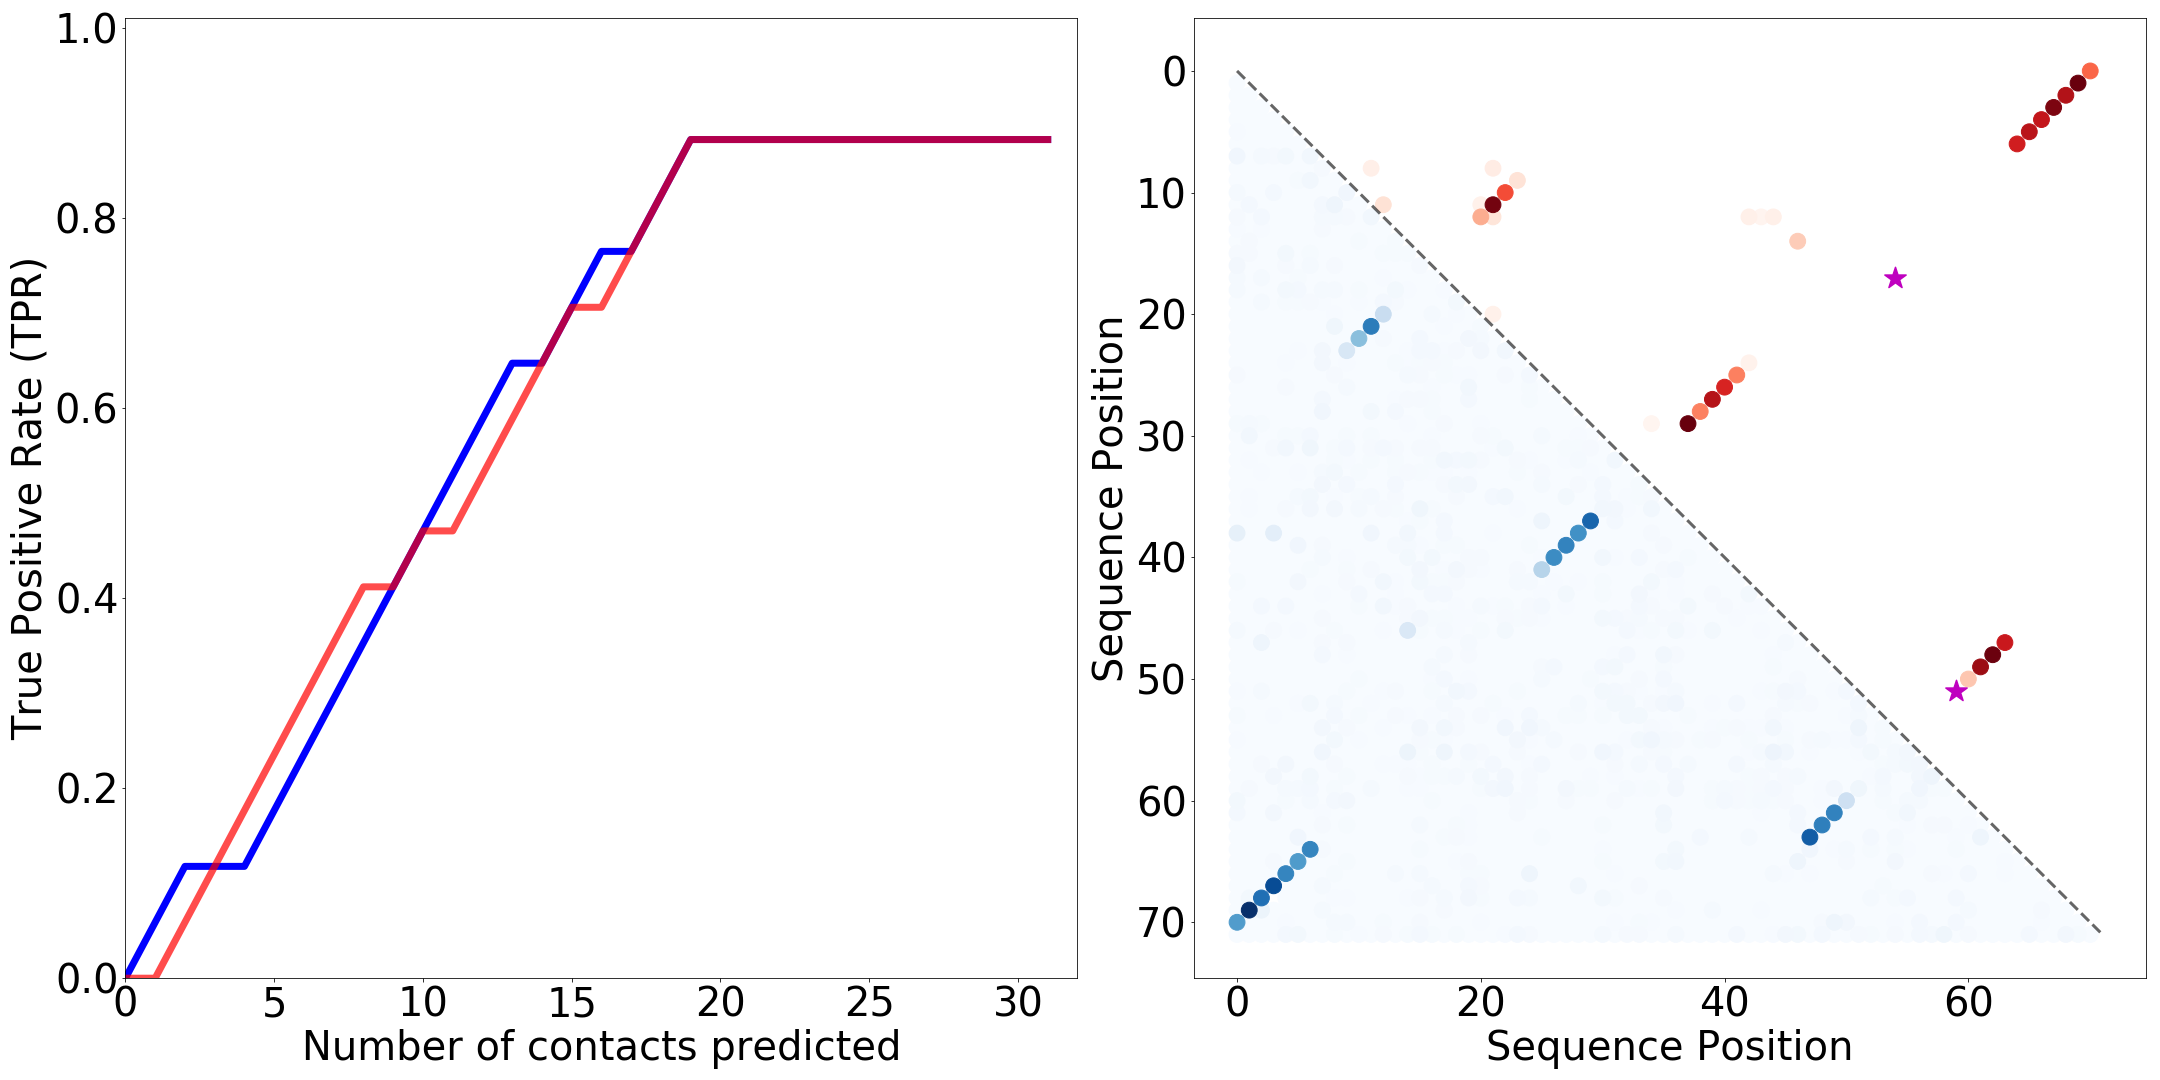 1.0
0.8
0.6
0.4
0.2
0.0
True Positive Rate (TPR)
0 5 10 15 20 25 30
Number of contacts predicted
0
10
20
30
40
50
60
70
Sequence Position
0 20 40 60
Sequence Position